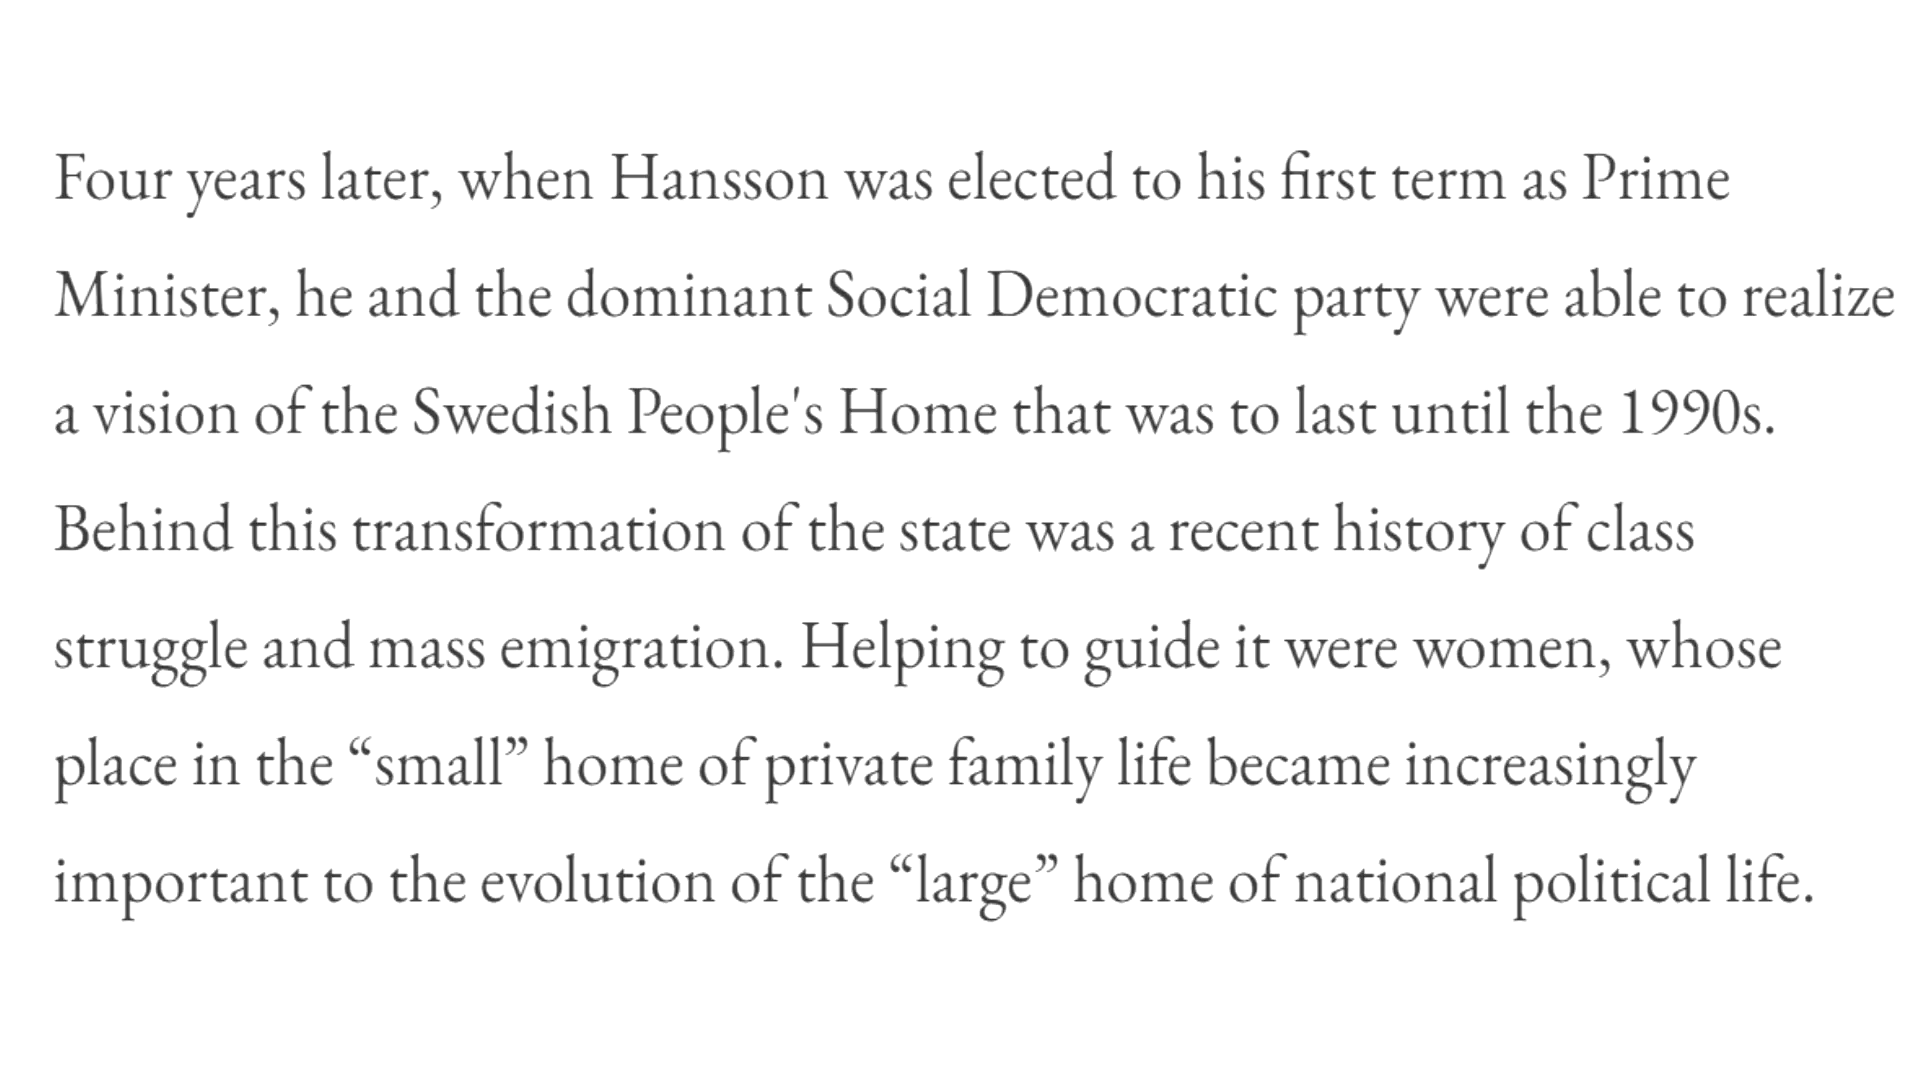 Four years later, when Hansson was elected to his first term as Prime
Minister, he and the dominant Social Democratic party were able to realize
a vision of the Swedish People's Home that was to last until the 1990s.
Behind this transformation of the state was a recent history of class
struggle and mass emigration. Helping to guide it were women, whose
place in the “small” home of private family life became increasingly
important to the evolution of the “large” home of national political life.